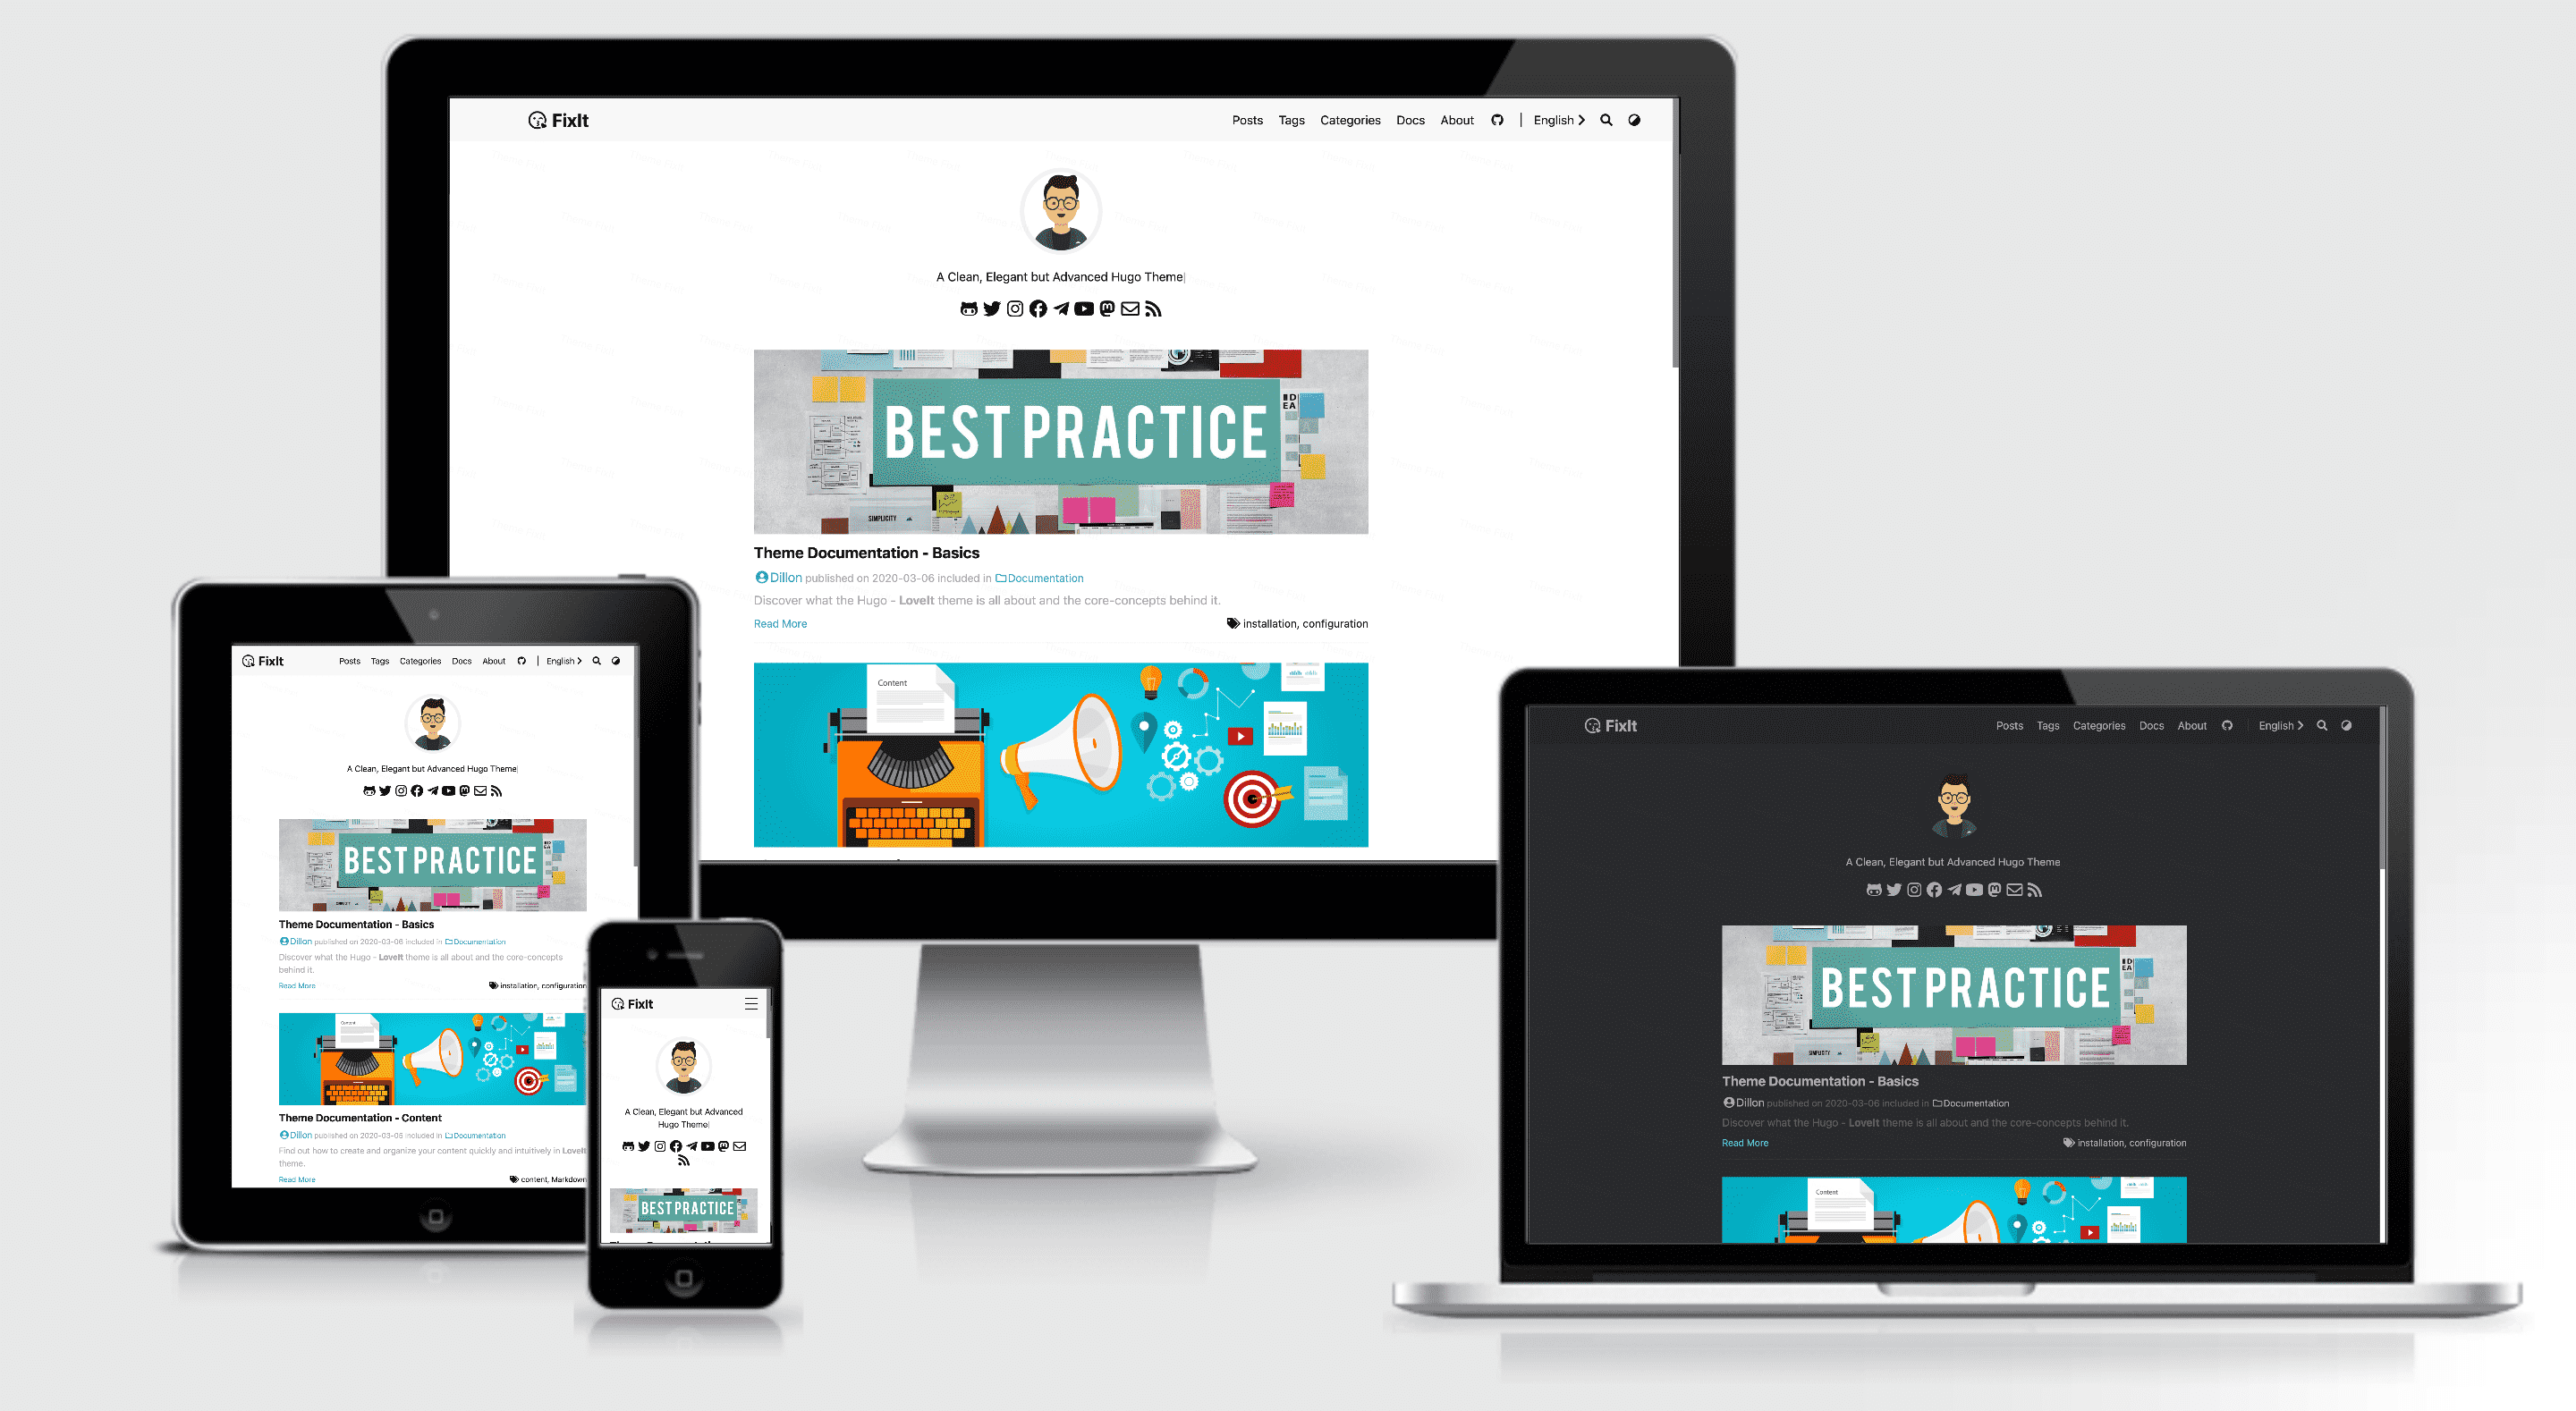 FixIt
Posts Tags Categories Docs About | English
A Clean, Elegant but Advanced Hugo Theme|
IDEA
BEST PRACTICE
SIMPLICITY
Theme Documentation - Basics
Dillon published on 2020-03-06 included in Documentation
Discover what the Hugo - LoveIt theme is all about and the core-concepts behind it.
Read More
installation, configuration
Content
FixIt
Posts Tags Categories Docs About | English
A Clean, Elegant but Advanced Hugo Theme|
BEST PRACTICE
Theme Documentation - Basics
Dillon published on 2020-03-06 included in Documentation
Discover what the Hugo - LoveIt theme is all about and the core-concepts
behind it.
Read More
installation, configuration
Content
Theme Documentation - Content
Dillon published on 2020-03-06 included in Documentation
Find out how to create and organize your content quickly and intuitively in LoveIt
theme.
Read More
content, Markdown
FixIt
A Clean, Elegant but Advanced
Hugo Theme|
BEST PRACTICE
FixIt
Posts Tags Categories Docs About | English
A Clean, Elegant but Advanced Hugo Theme
IDEA
BEST PRACTICE
SIMPLICITY
Theme Documentation - Basics
Dillon published on 2020-03-06 included in Documentation
Discover what the Hugo - LoveIt theme is all about and the core-concepts behind it.
Read More
installation, configuration
Content